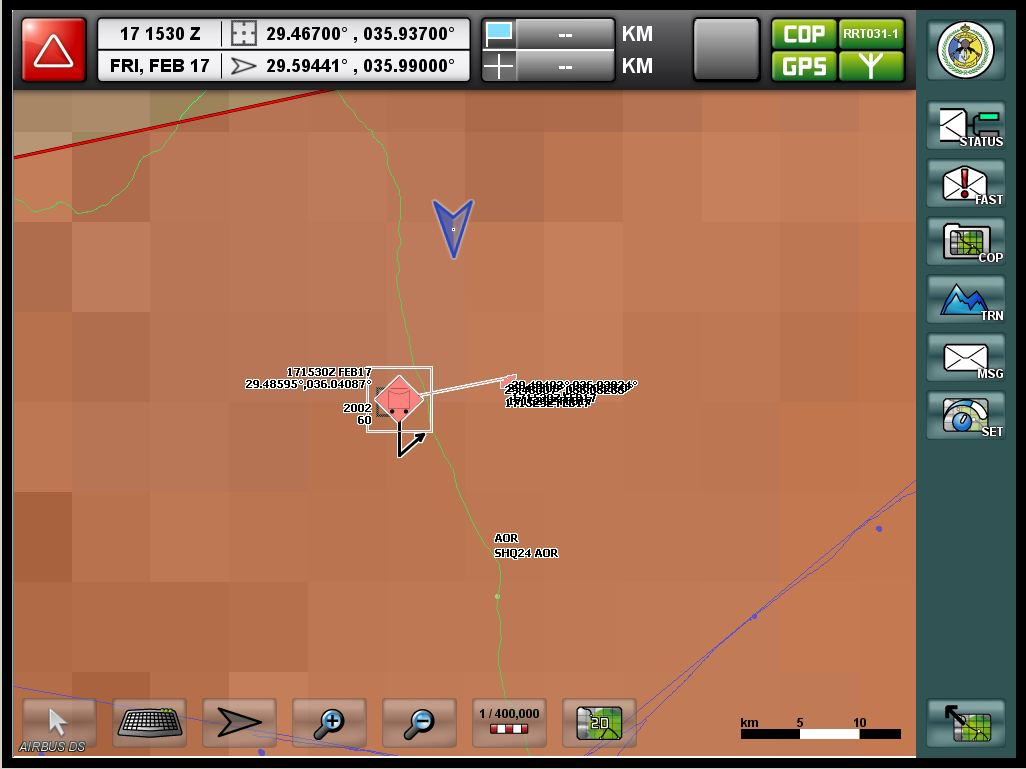 17 1530 Z
29.46700° , 035.93700°
FRI, FEB 17
29.59441° , 035.99000°
--
KM
--
KM
COP
RRT031-1
GPS
STATUS
FAST
COP
TRN
MSG
SET
171530Z FEB17
29.48595°,036.04087°
2002
60
AOR
SHQ24 AOR
AIRBUS DS
1 / 400,000
2D
km 5 10